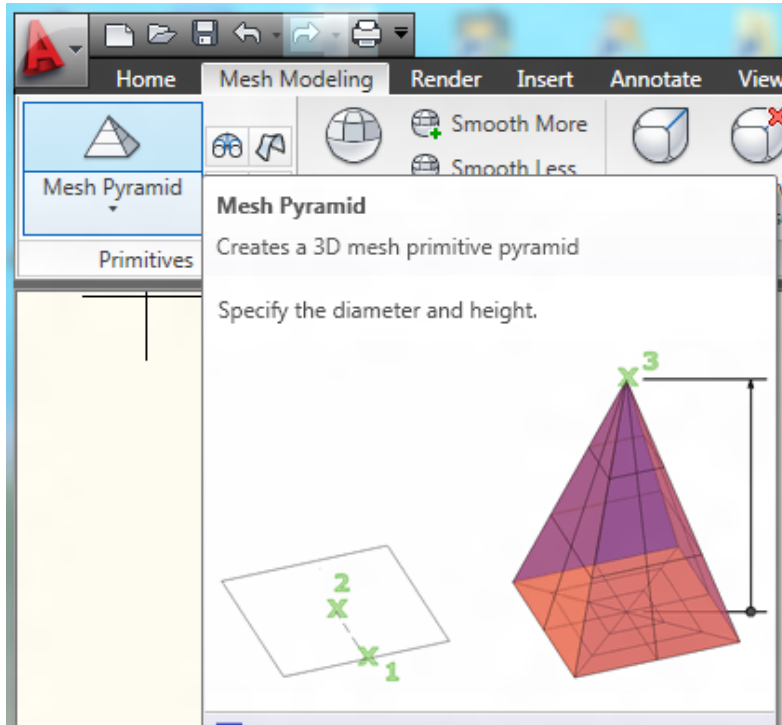 Home Mesh Modeling Render Insert Annotate View
Smooth More
Smooth Less
Mesh Pyramid
Primitives
Mesh Pyramid
Creates a 3D mesh primitive pyramid
Specify the diameter and height.
3
2
1